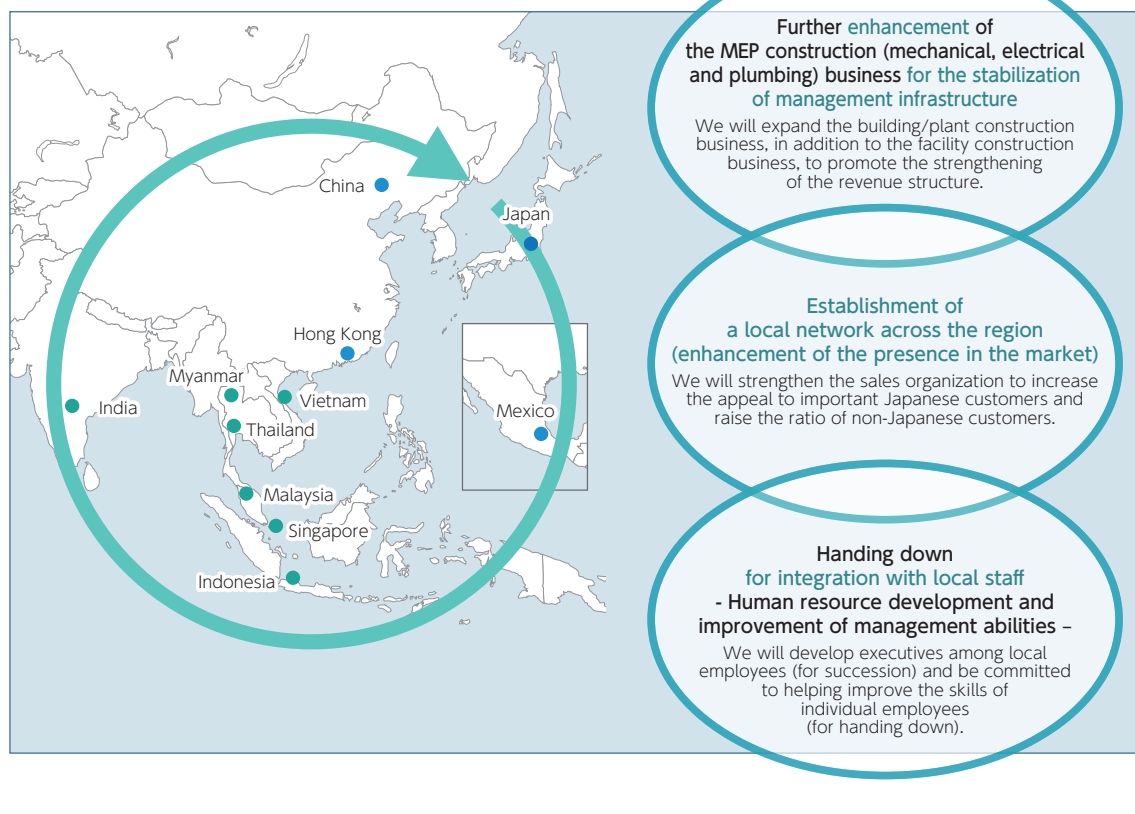 China
Japan
Hong Kong
Myanmar
India
Vietnam
Thailand
Mexico
Malaysia
Singapore
Indonesia
Further enhancement of
the MEP construction (mechanical, electrical
and plumbing) business for the stabilization
of management infrastructure
We will expand the building/plant construction
business, in addition to the facility construction
business, to promote the strengthening
of the revenue structure.
Establishment of
a local network across the region
(enhancement of the presence in the market)
We will strengthen the sales organization to increase
the appeal to important Japanese customers and
raise the ratio of non-Japanese customers.
Handing down
for integration with local staff
- Human resource development and
improvement of management abilities –
We will develop executives among local
employees (for succession) and be committed
to helping improve the skills of
individual employees
(for handing down).